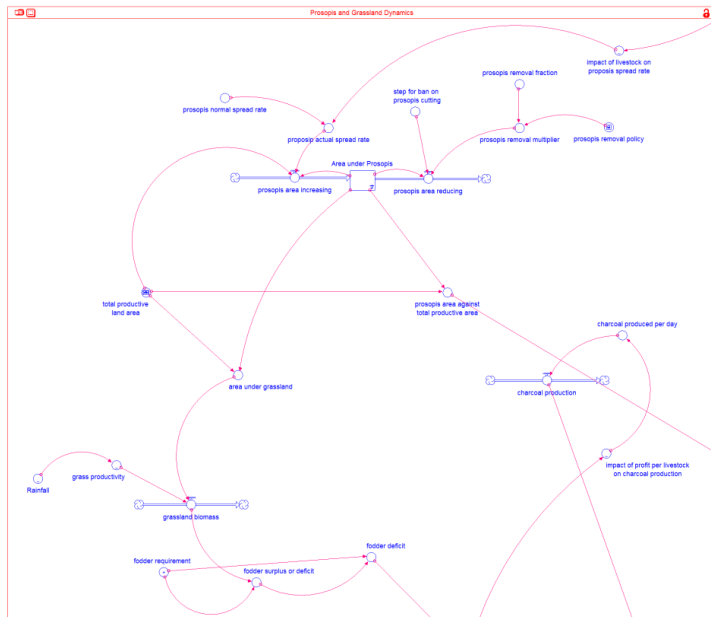 Prosopis and Grassland Dynamics
impact of livestock on
proposis spread rate
prosopis removal fraction
step for ban on
prosopis cutting
prosopis normal spread rate
proposip actual spread rate
prosopis removal multiplier
prosopis removal policy
Area under Prosopis
prosopis area increasing
prosopis area reducing
total productive
land area
prosopis area against
total productive area
charcoal produced per day
area under grassland
charcoal production
impact of profit per livestock
on charcoal production
grass productivity
Rainfall
grassland biomass
fodder deficit
fodder requirement
fodder surplus or deficit